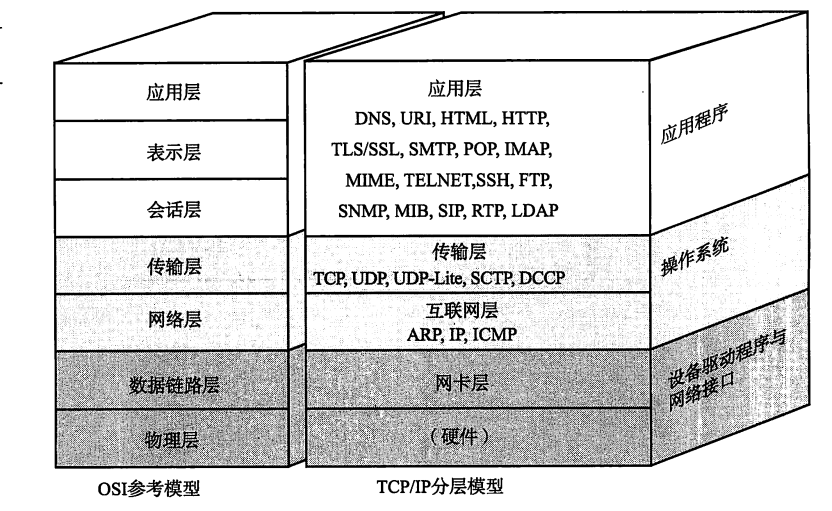 应用层
表示层
会话层
传输层
网络层
数据链路层
物理层
OSI参考模型
应用层
DNS, URI, HTML, HTTP,
TLS/SSL, SMTP, POP, IMAP,
MIME, TELNET,SSH, FTP,
SNMP, MIB, SIP, RTP, LDAP
传输层
TCP, UDP, UDP-Lite, SCTP, DCCP
互联网层
ARP, IP, ICMP
网卡层
（硬件）
TCP/IP分层模型
应用程序
操作系统
设备驱动程序与
网络接口